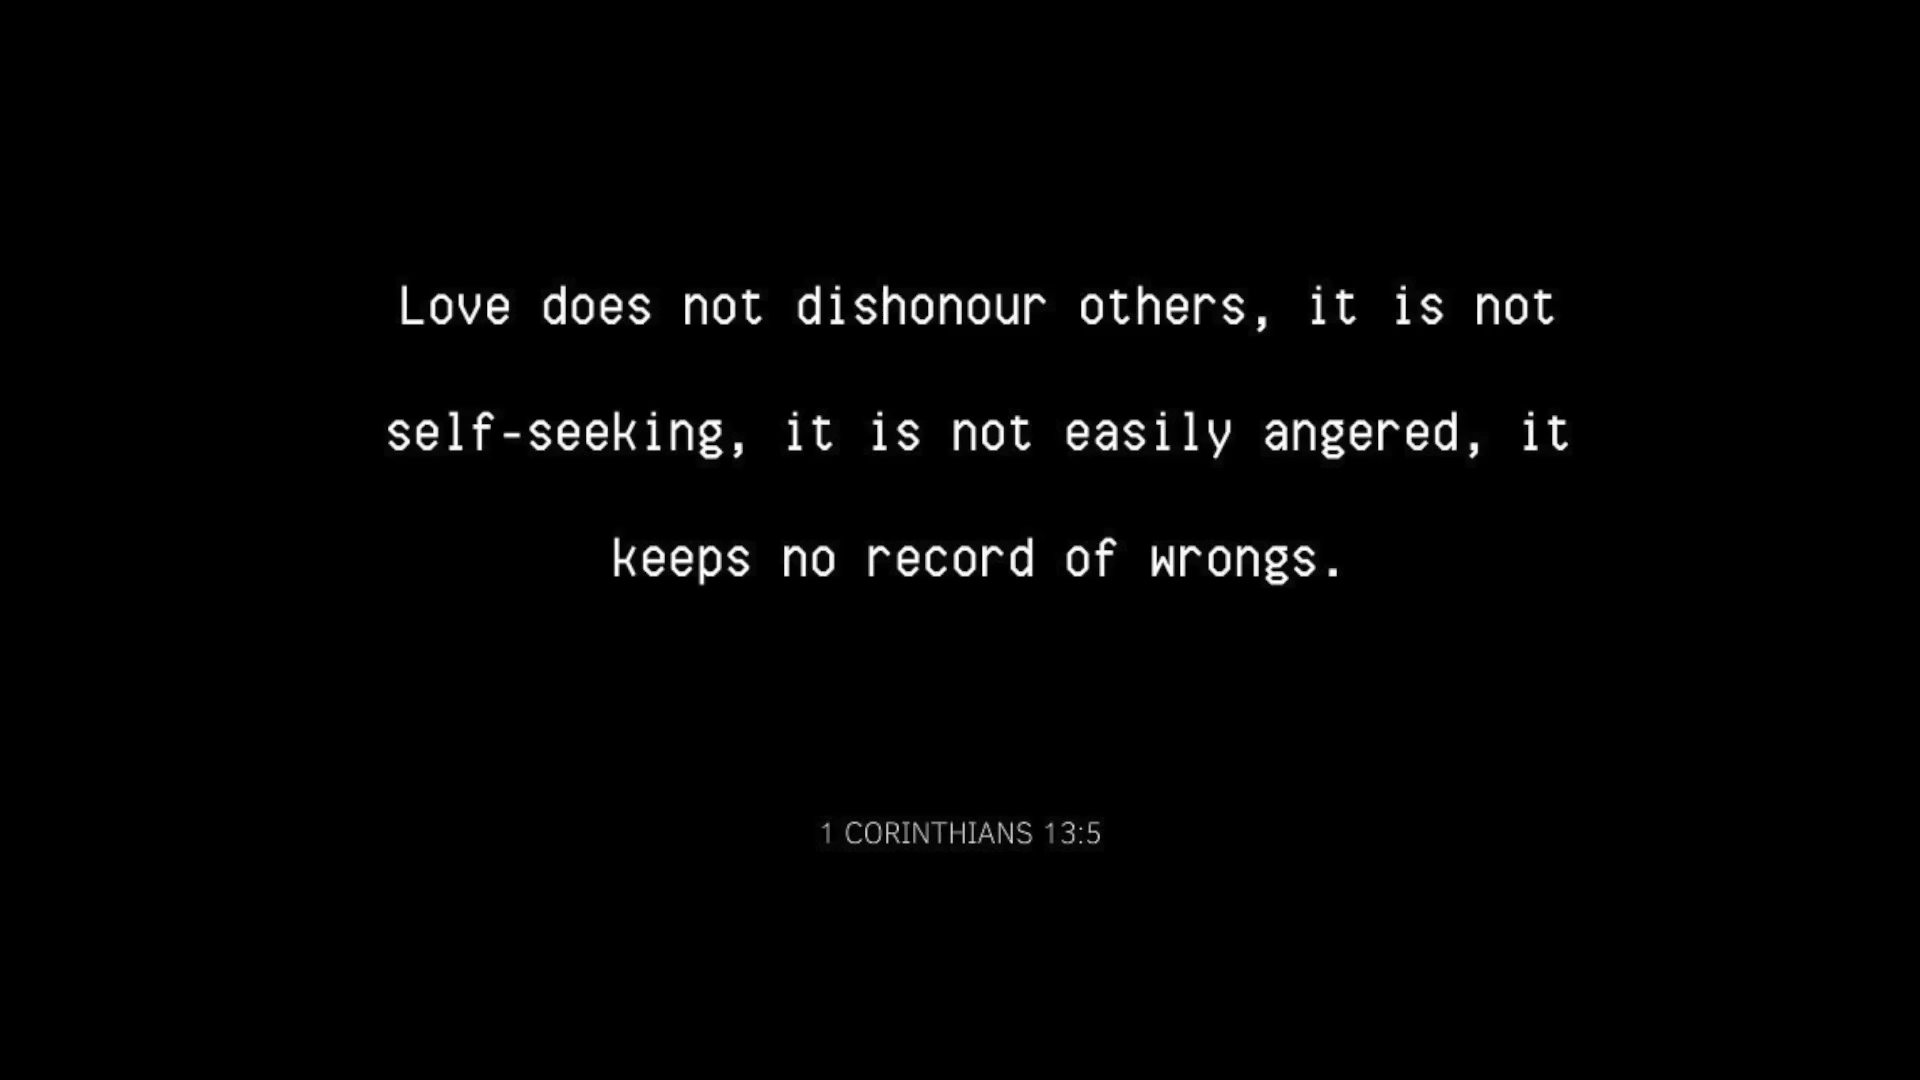 Love does not dishonour others, it is not
self-seeking, it is not easily angered, it
keeps no record of wrongs.
1 CORINTHIANS 13:5